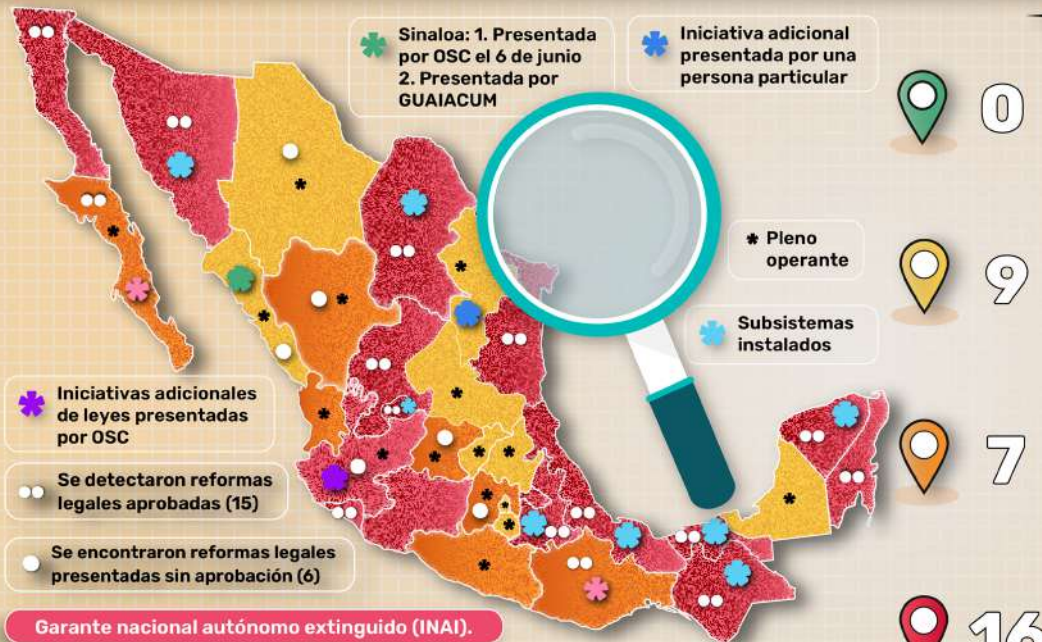 Sinaloa: 1. Presentada
por OSC el 6 de junio
2. Presentada por
GUAIACUM
Iniciativa adicional
presentada por una
persona particular
0
* Pleno
operante
9
Subsistemas
instalados
Iniciativas adicionales
de leyes presentadas
por OSC
7
Se detectaron reformas
legales aprobadas (15)
Se encontraron reformas legales
presentadas sin aprobación (6)
Garante nacional autónomo extinguido (INAI).
16